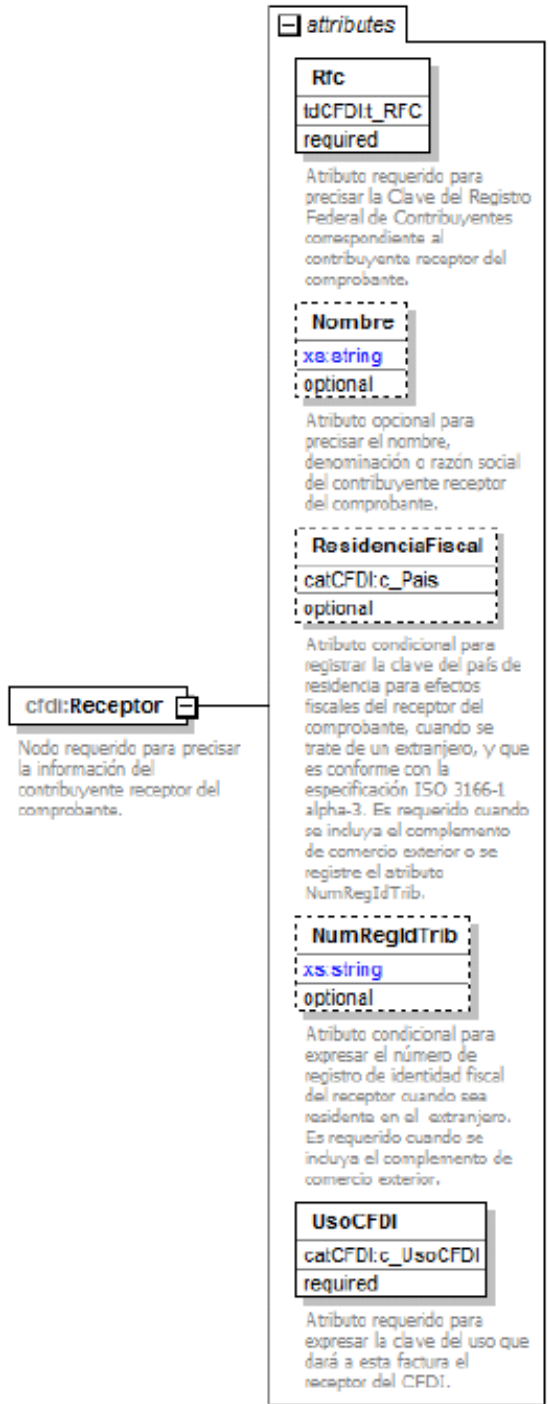 attributes
Rfc
tdCFDI:t_RFC
required
Atributo requerido para
precisar la Clave del Registro
Federal de Contribuyentes
correspondiente al
contribuyente receptor del
comprobante.
Nombre
xs:string
optional
Atributo opcional para
precisar el nombre,
denominación o razón social
del contribuyente receptor
del comprobante.
ResidenciaFiscal
catCFDI:c_Pais
optional
Atributo condicional para
registrar la clave del país de
residencia para efectos
fiscales del receptor del
comprobante, cuando se
trate de un extranjero, y que
es conforme con la
especificación ISO 3166-1
alpha-3. Es requerido cuando
se incluya el complemento
de comercio exterior o se
registre el atributo
NumRegIdTrib.
cfdi:Receptor
Nodo requerido para precisar
la información del
contribuyente receptor del
comprobante.
NumRegIdTrib
xs:string
optional
Atributo condicional para
expresar el número de
registro de identidad fiscal
del receptor cuando sea
residente en el extranjero.
Es requerido cuando se
incluya el complemento de
comercio exterior.
UsoCFDI
catCFDI:c_UsoCFDI
required
Atributo requerido para
expresar la clave del uso que
dará a esta factura el
receptor del CFDI.